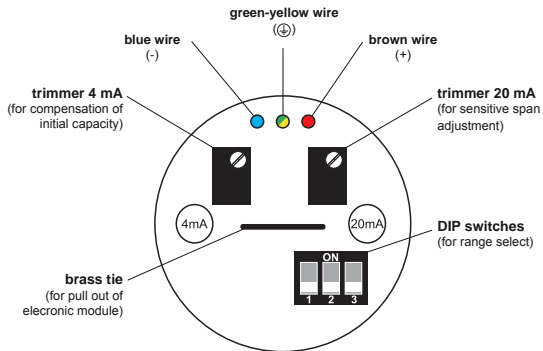 green-yellow wire
(⏚)
blue wire
(-)
brown wire
(+)
trimmer 4 mA
(for compensation of
initial capacity)
trimmer 20 mA
(for sensitive span
adjustment)
4mA
20mA
DIP switches
(for range select)
ON
1 2 3
brass tie
(for pull out of
elecronic module)